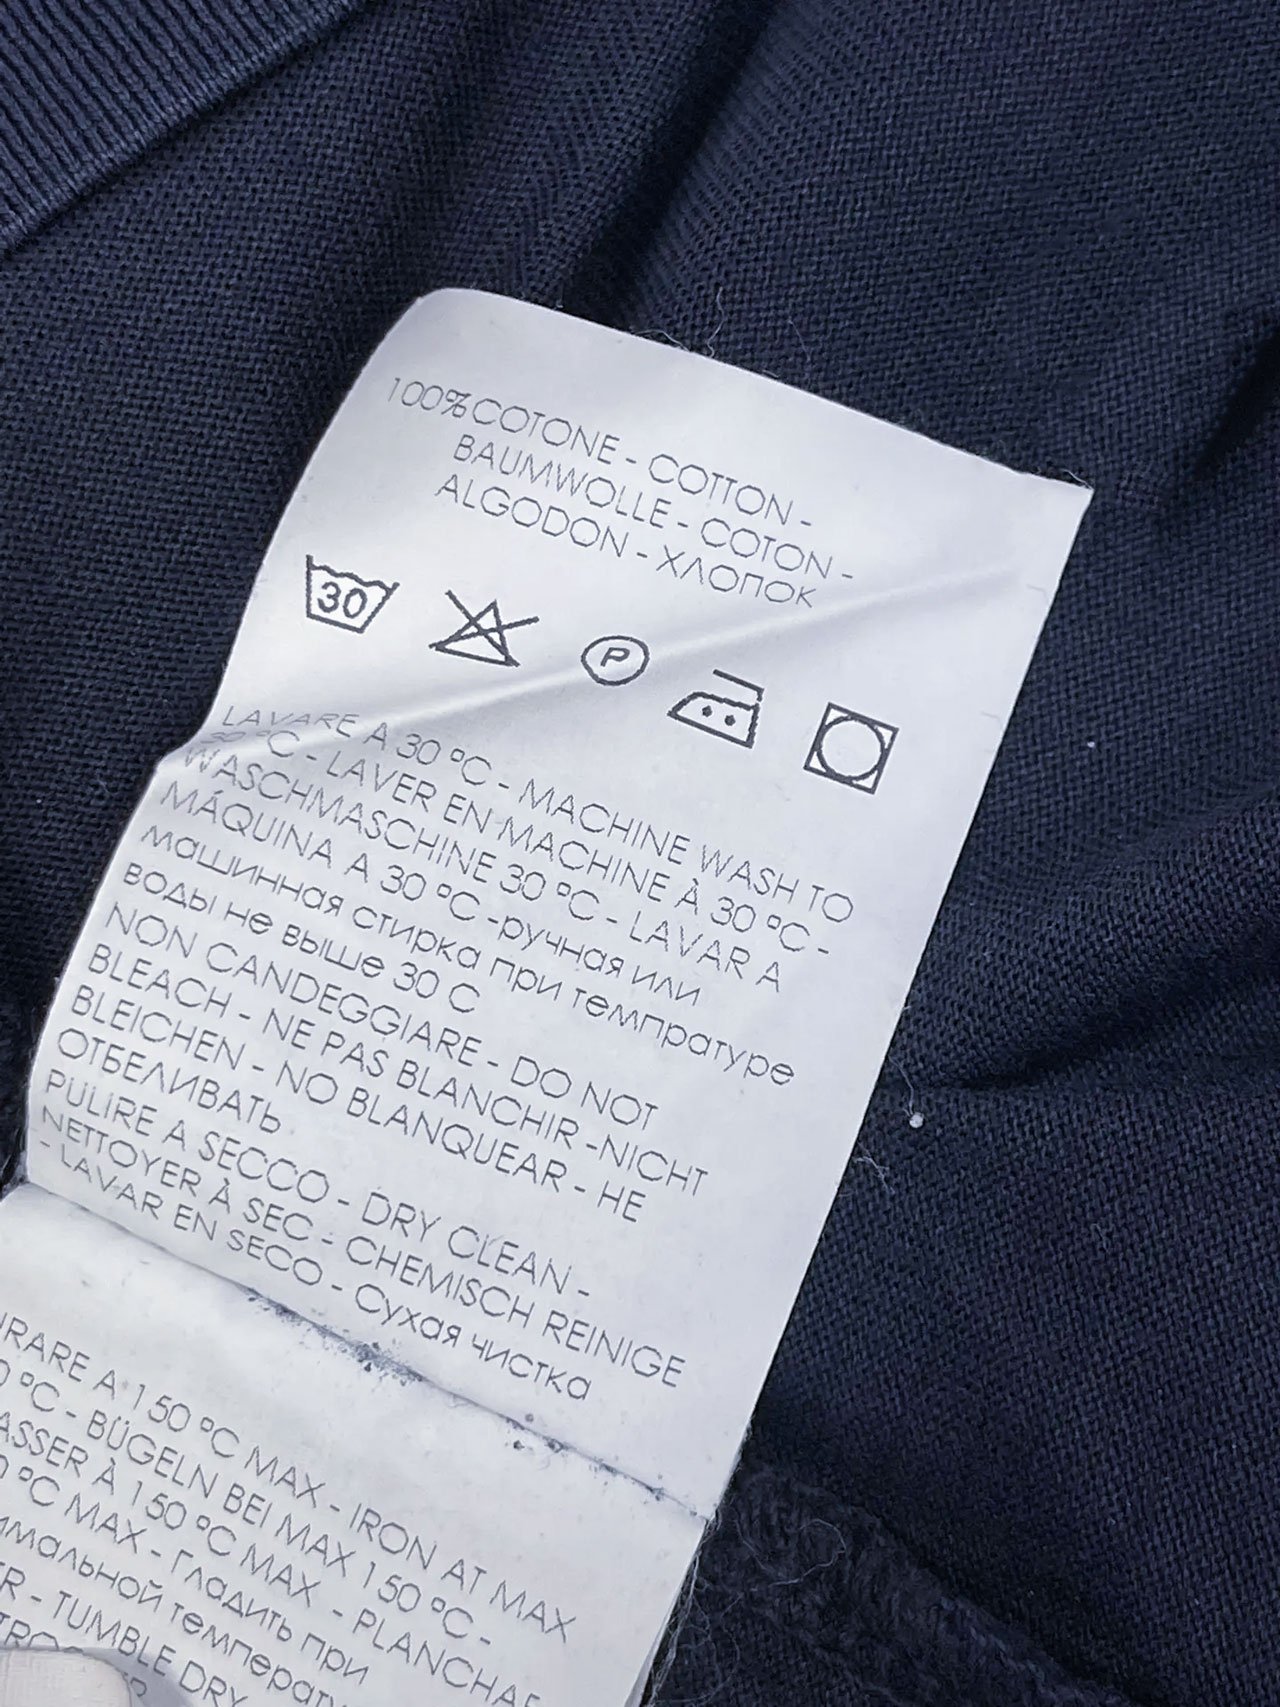 100%COTONE - COTTON -
BAUMWOLLE - COTON -
ALGODON - ХЛОПОК
30
P
LAVARE A 30 °C - MACHINE WASH TO
30 °C - LAVER EN MACHINE À 30 °C -
WASCHMASCHINE 30 °C - LAVAR A
MÁQUINA A 30 °C -ручная или
машинная стирка при темпратуре
воды не выше 30 С
NON CANDEGGIARE - DO NOT
BLEACH - NE PAS BLANCHIR -NICHT
BLEICHEN - NO BLANQUEAR - НЕ
ОТБЕЛИВАТЬ
PULIRE A SECCO - DRY CLEAN -
NETTOYER À SEC - CHEMISCH REINIGE
- LAVAR EN SECO - Сухая чистка
A 150 °C MAX - IRON AT MAX
°C - BÜGELN BEI MAX 150 °C -
À 150 °C MAX - PLANCHA
°C MAX - Гладить при
- TUMBLE DRY